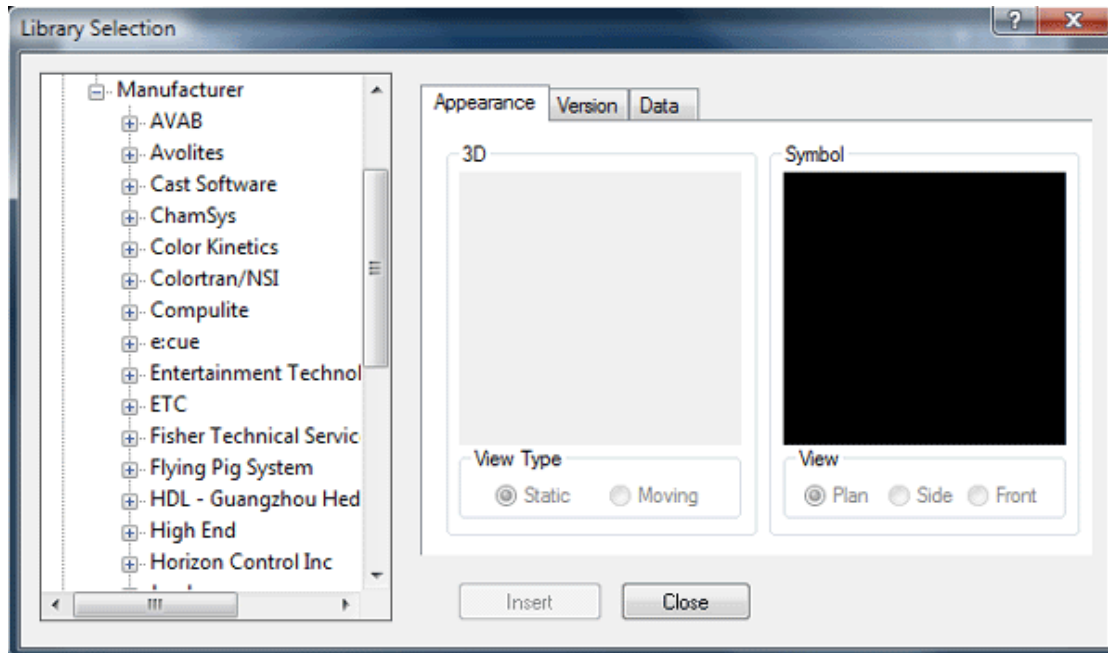 Library Selection
?
Manufacturer
AVAB
Avolites
Cast Software
ChamSys
Color Kinetics
Colortran/NSI
Compulite
e:cue
Entertainment Technol
ETC
Fisher Technical Servic
Flying Pig System
HDL - Guangzhou Hed
High End
Horizon Control Inc
Appearance Version Data
3D
View Type
Static Moving
Symbol
View
Plan Side Front
Insert Close